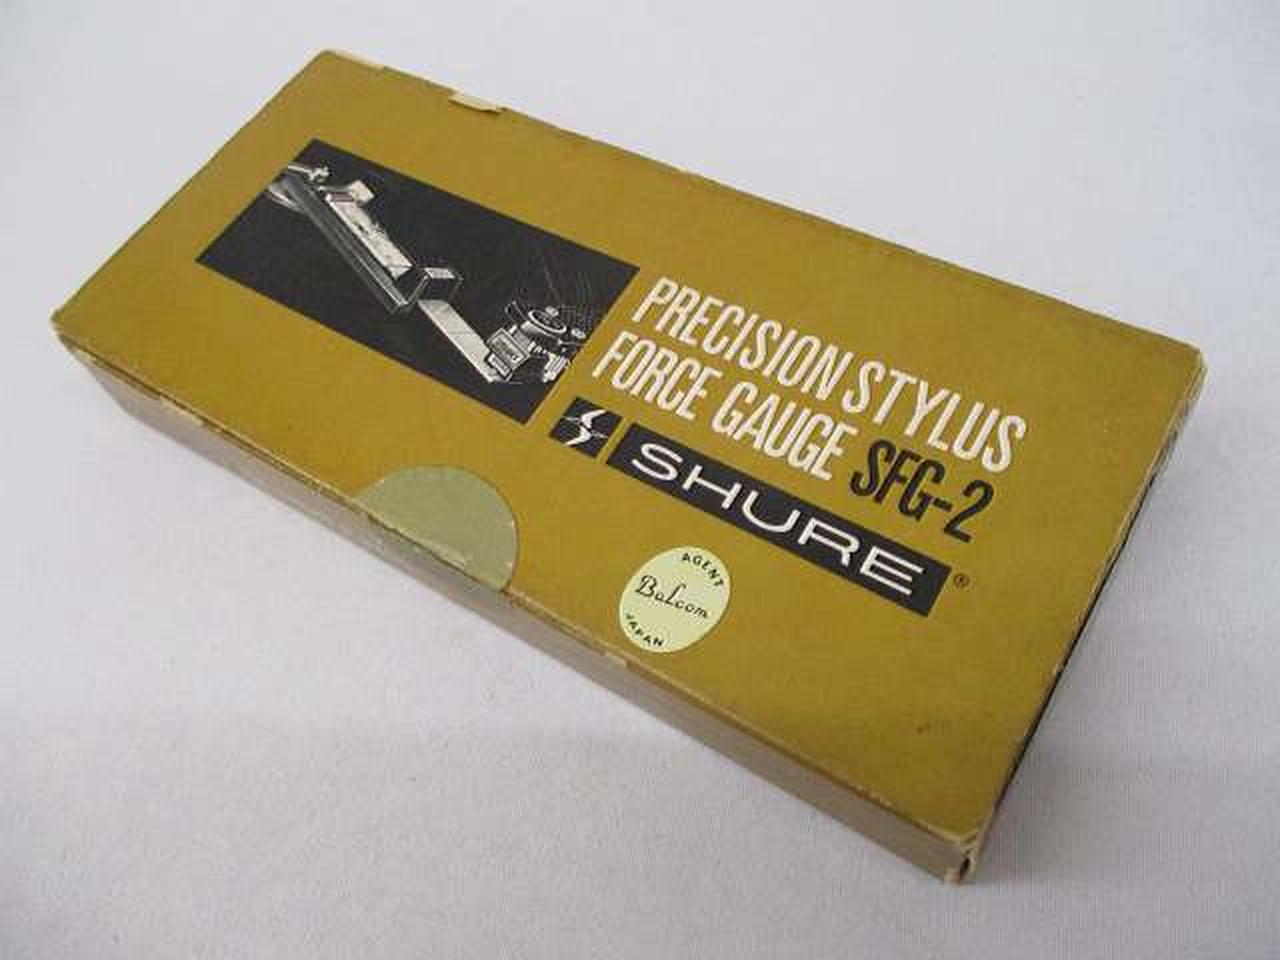 PRECISION STYLUS
FORCE GAUGE SFG-2
SHURE®
AGENT
Balcom
JAPAN